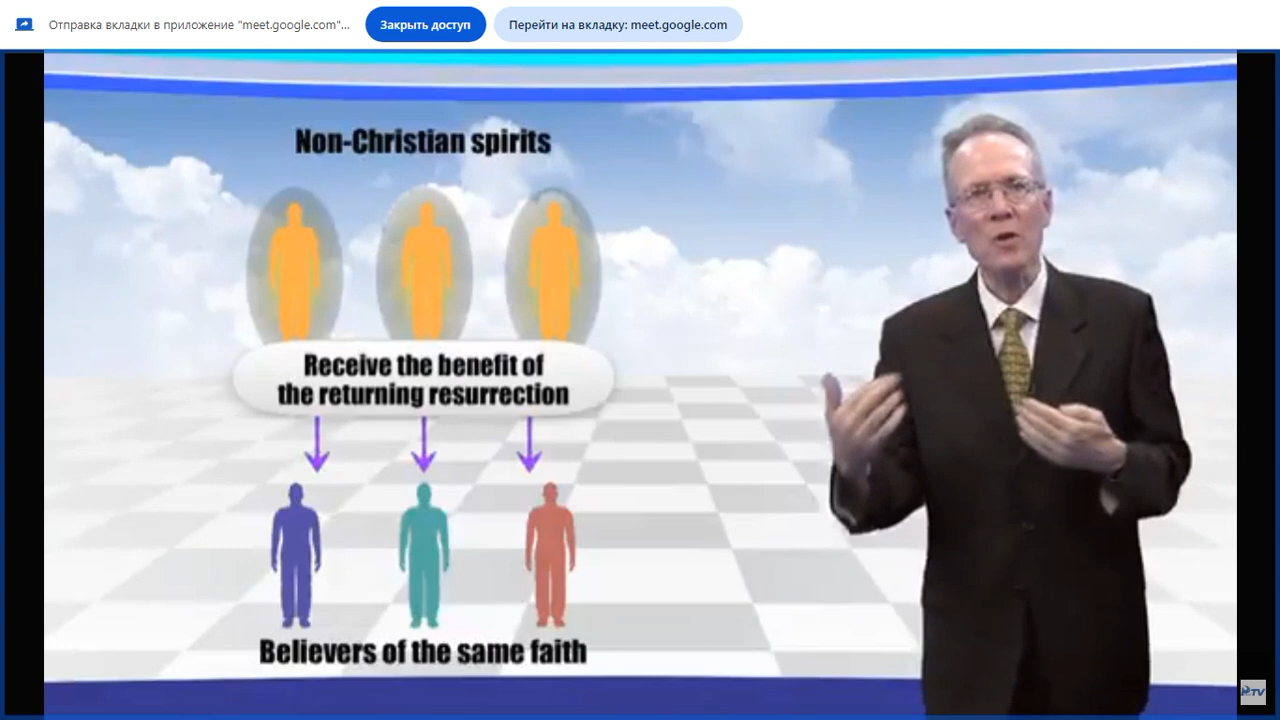 Отправка вкладки в приложение "meet.google.com"...
Закрыть доступ
Перейти на вкладку: meet.google.com
Non-Christian spirits
Receive the benefit of
the returning resurrection
Believers of the same faith